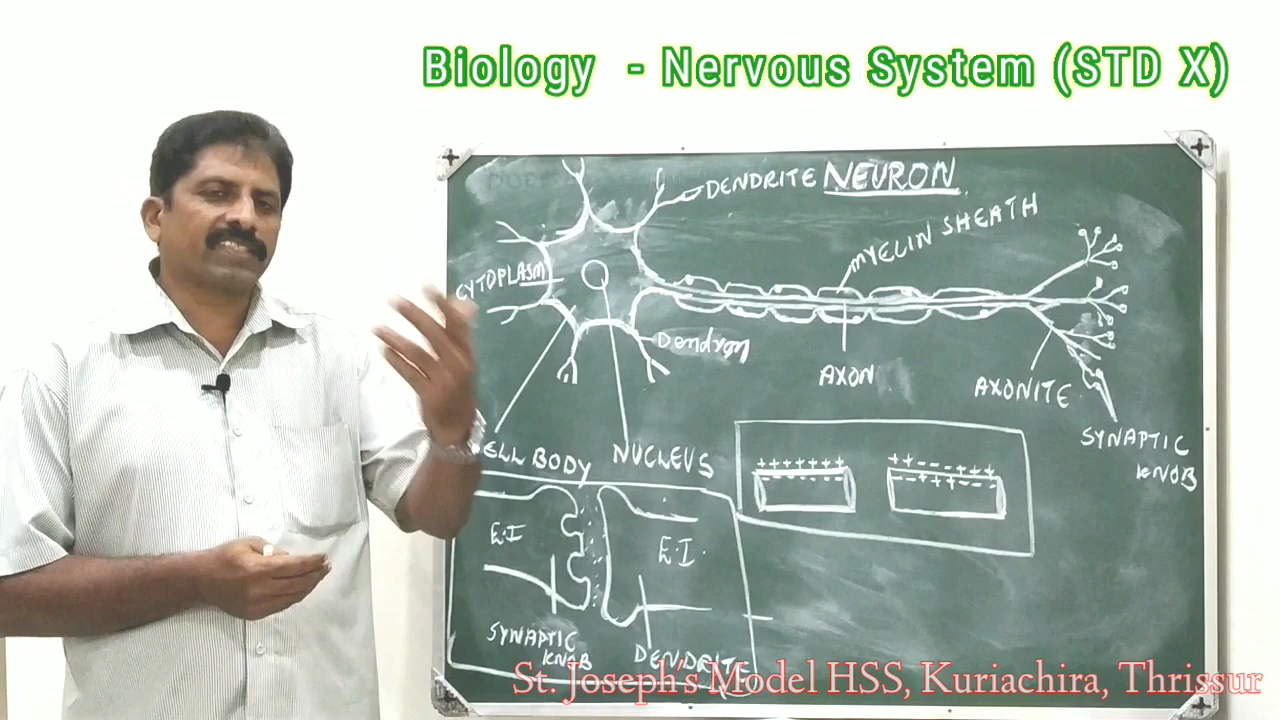 Biology - Nervous System (STD X)
DENDRITE NEURON
MYELIN SHEATH
CYTOPLASM
Dendron
AXON
AXONITE
SYNAPTIC
KNOB
ELL BODY
NUCLEUS
+++++++
-------
++---+++
--+++---
E.I
E.I.
SYNAPTIC
KNOB
DENDRITE
St. Joseph's Model HSS, Kuriachira, Thrissur